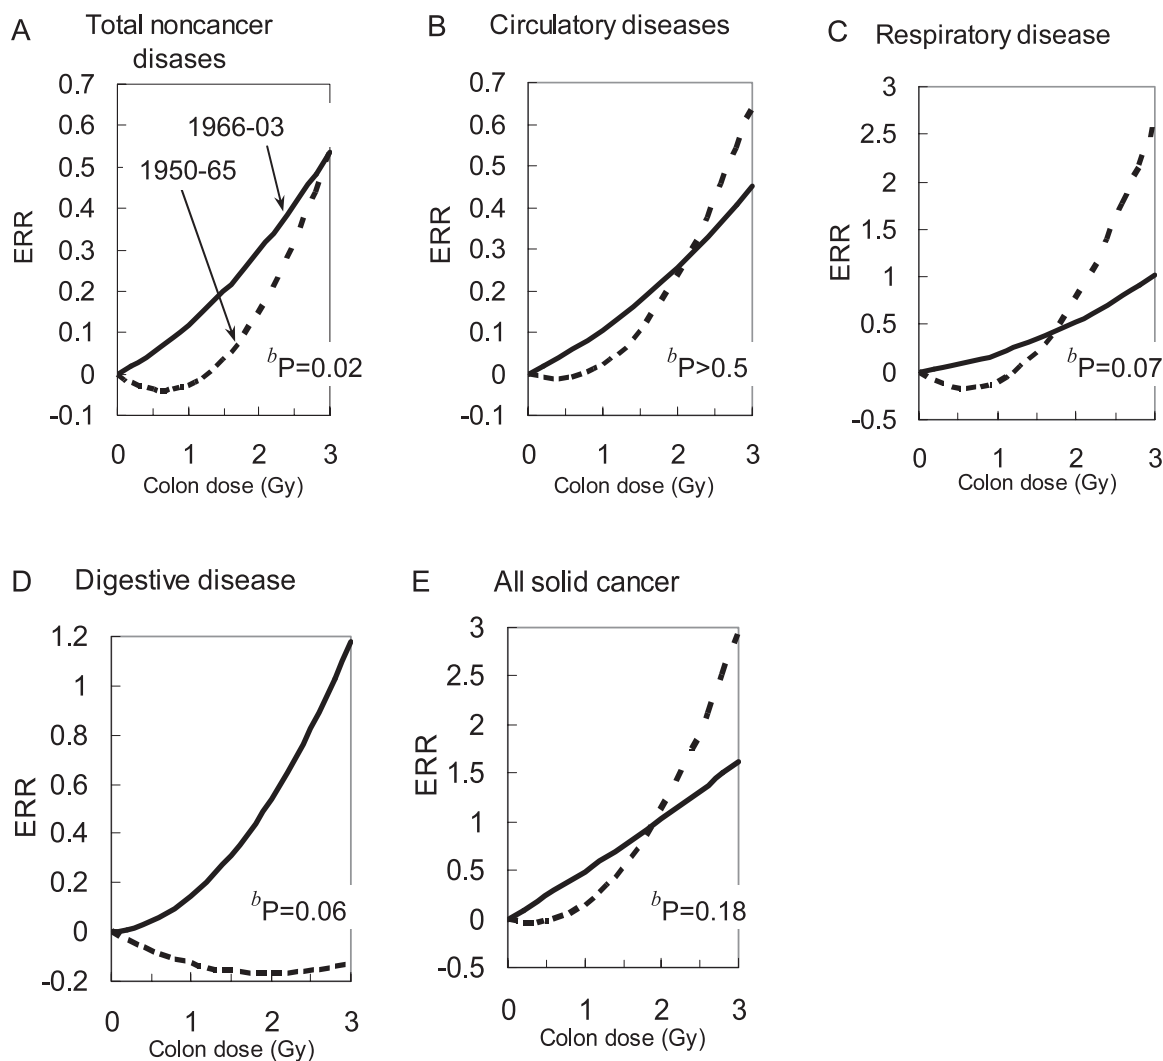 A
Total noncancer
disases
ERR
0.7
0.6
0.5
0.4
0.3
0.2
0.1
0
-0.1
1966-03
1950-65
bP=0.02
0 1 2 3
Colon dose (Gy)
B
Circulatory diseases
ERR
0.7
0.6
0.5
0.4
0.3
0.2
0.1
0
-0.1
bP>0.5
0 1 2 3
Colon dose (Gy)
C
Respiratory disease
ERR
3
2.5
2
1.5
1
0.5
0
-0.5
bP=0.07
0 1 2 3
Colon dose (Gy)
D
Digestive disease
ERR
1.2
1
0.8
0.6
0.4
0.2
0
-0.2
bP=0.06
0 1 2 3
Colon dose (Gy)
E
All solid cancer
ERR
3
2.5
2
1.5
1
0.5
0
-0.5
bP=0.18
0 1 2 3
Colon dose (Gy)